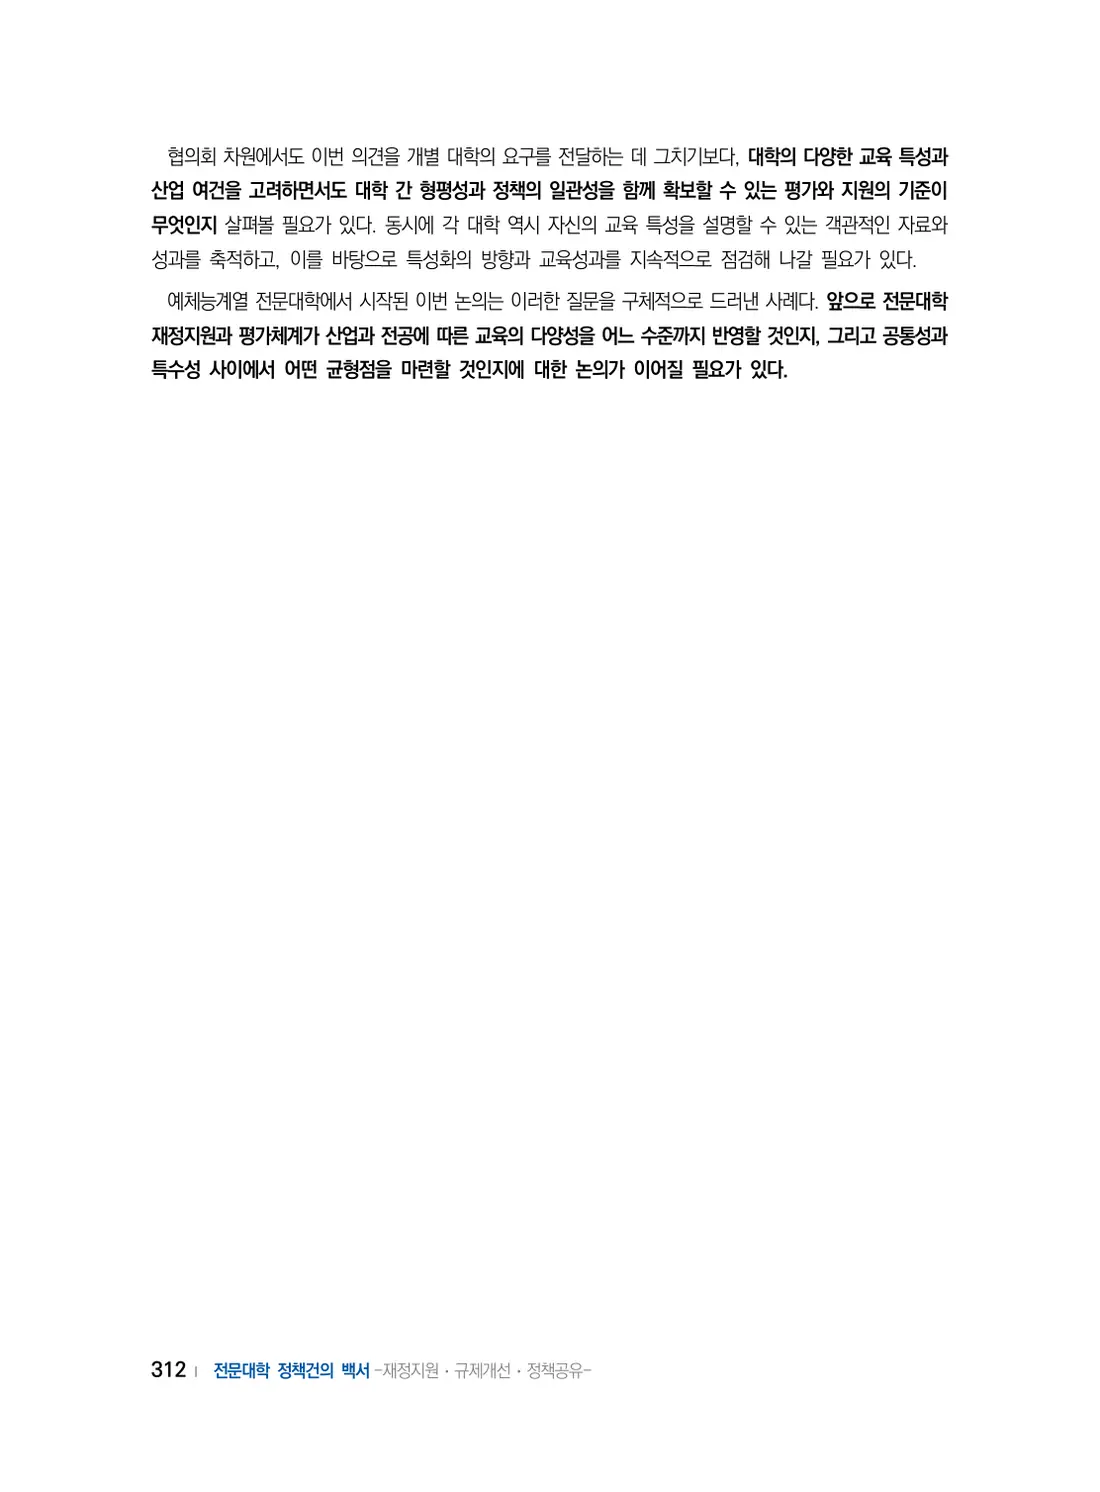 협의회 차원에서도 이번 의견을 개별 대학의 요구를 전달하는 데 그치기보다, 대학의 다양한 교육 특성과
산업 여건을 고려하면서도 대학 간 형평성과 정책의 일관성을 함께 확보할 수 있는 평가와 지원의 기준이
무엇인지 살펴볼 필요가 있다. 동시에 각 대학 역시 자신의 교육 특성을 설명할 수 있는 객관적인 자료와
성과를 축적하고, 이를 바탕으로 특성화의 방향과 교육성과를 지속적으로 점검해 나갈 필요가 있다.
예체능계열 전문대학에서 시작된 이번 논의는 이러한 질문을 구체적으로 드러낸 사례다. 앞으로 전문대학
재정지원과 평가체계가 산업과 전공에 따른 교육의 다양성을 어느 수준까지 반영할 것인지, 그리고 공통성과
특수성 사이에서 어떤 균형점을 마련할 것인지에 대한 논의가 이어질 필요가 있다.
312 | 전문대학 정책건의 백서 -재정지원·규제개선·정책공유-